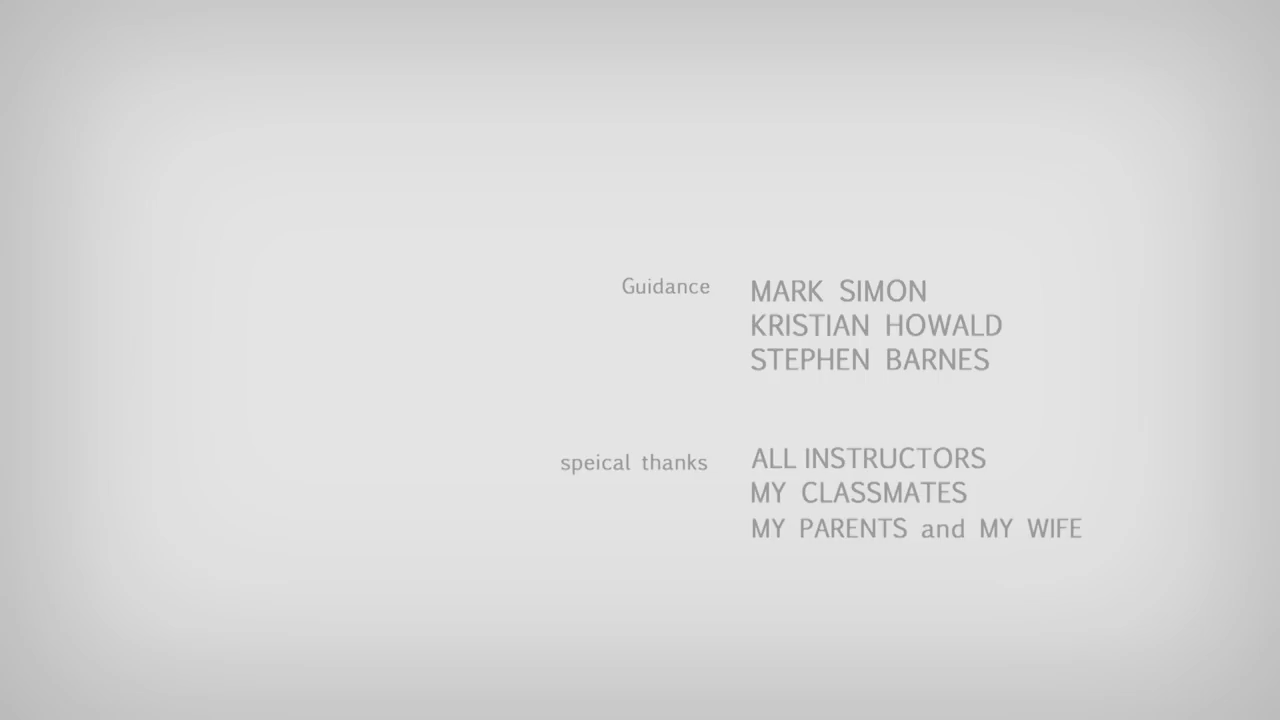 Guidance MARK SIMON
KRISTIAN HOWALD
STEPHEN BARNES
speical thanks ALL INSTRUCTORS
MY CLASSMATES
MY PARENTS and MY WIFE